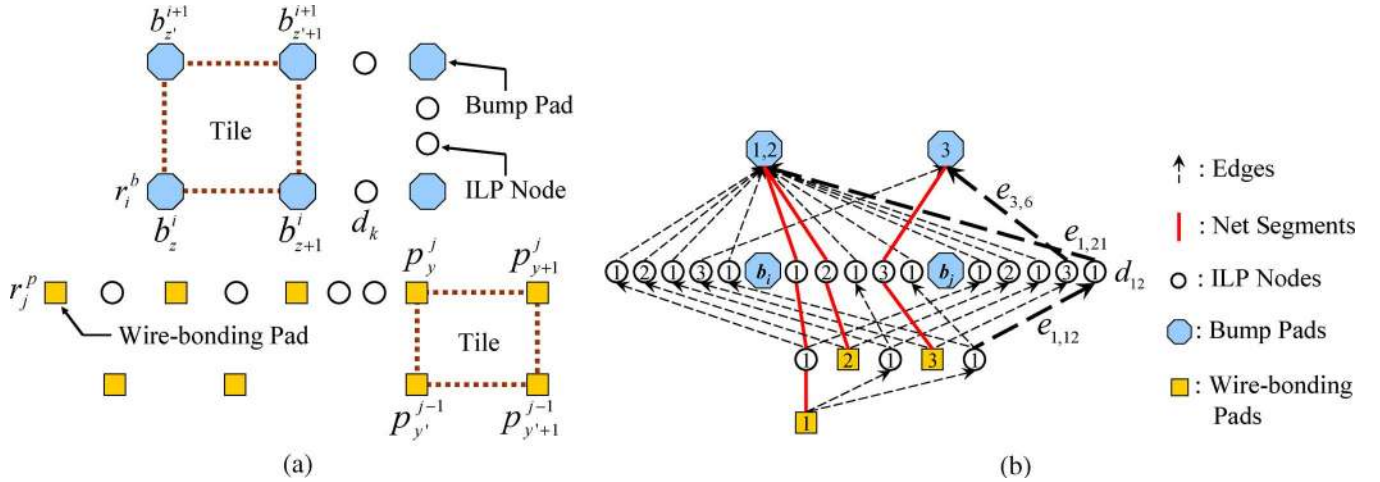 b_{z'}^{i+1} b_{z'+1}^{i+1}
Bump Pad
Tile
ILP Node
r_i^b
b_z^i b_{z+1}^i d_k
p_y^j p_{y+1}^j
r_j^p
Wire-bonding Pad
Tile
p_{y'}^{j-1} p_{y'+1}^{j-1}
(a)
1,2 3
e_{3,6}
e_{1,21}
1 2 1 3 1 b_i 1 2 1 3 1 b_j 1 2 1 3 1 d_{12}
e_{1,12}
1 2 1 3 1
1
(b)
: Edges
: Net Segments
: ILP Nodes
: Bump Pads
: Wire-bonding
Pads